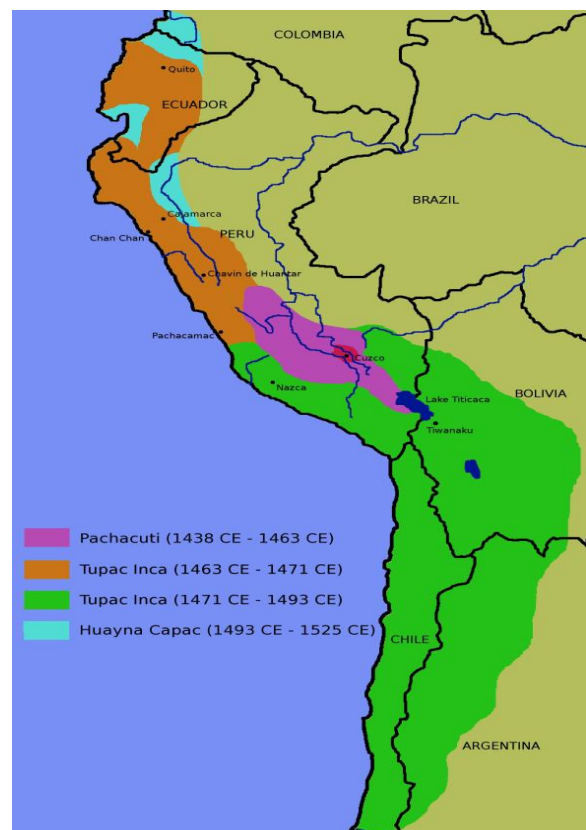 COLOMBIA
Quito
ECUADOR
BRAZIL
Cajamarca
Chan Chan
PERU
Chavin de Huantar
Pachacamac
Cuzco
Nazca
BOLIVIA
Lake Titicaca
Tiwanaku
Pachacuti (1438 CE - 1463 CE)
Tupac Inca (1463 CE - 1471 CE)
Tupac Inca (1471 CE - 1493 CE)
Huayna Capac (1493 CE - 1525 CE)
CHILE
ARGENTINA